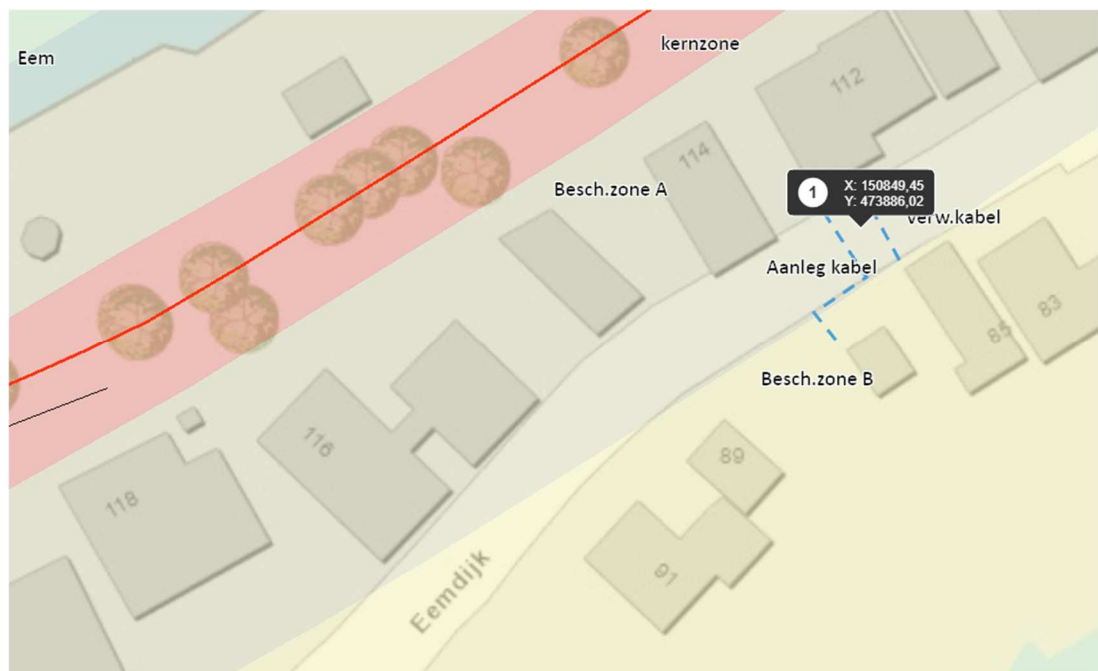 Eem
kernzone
112
114
Besch.zone A
1
X: 150849,45
Y: 473886,02
verw.kabel
Aanleg kabel
83
85
Besch.zone B
116
89
118
91
Eemdijk